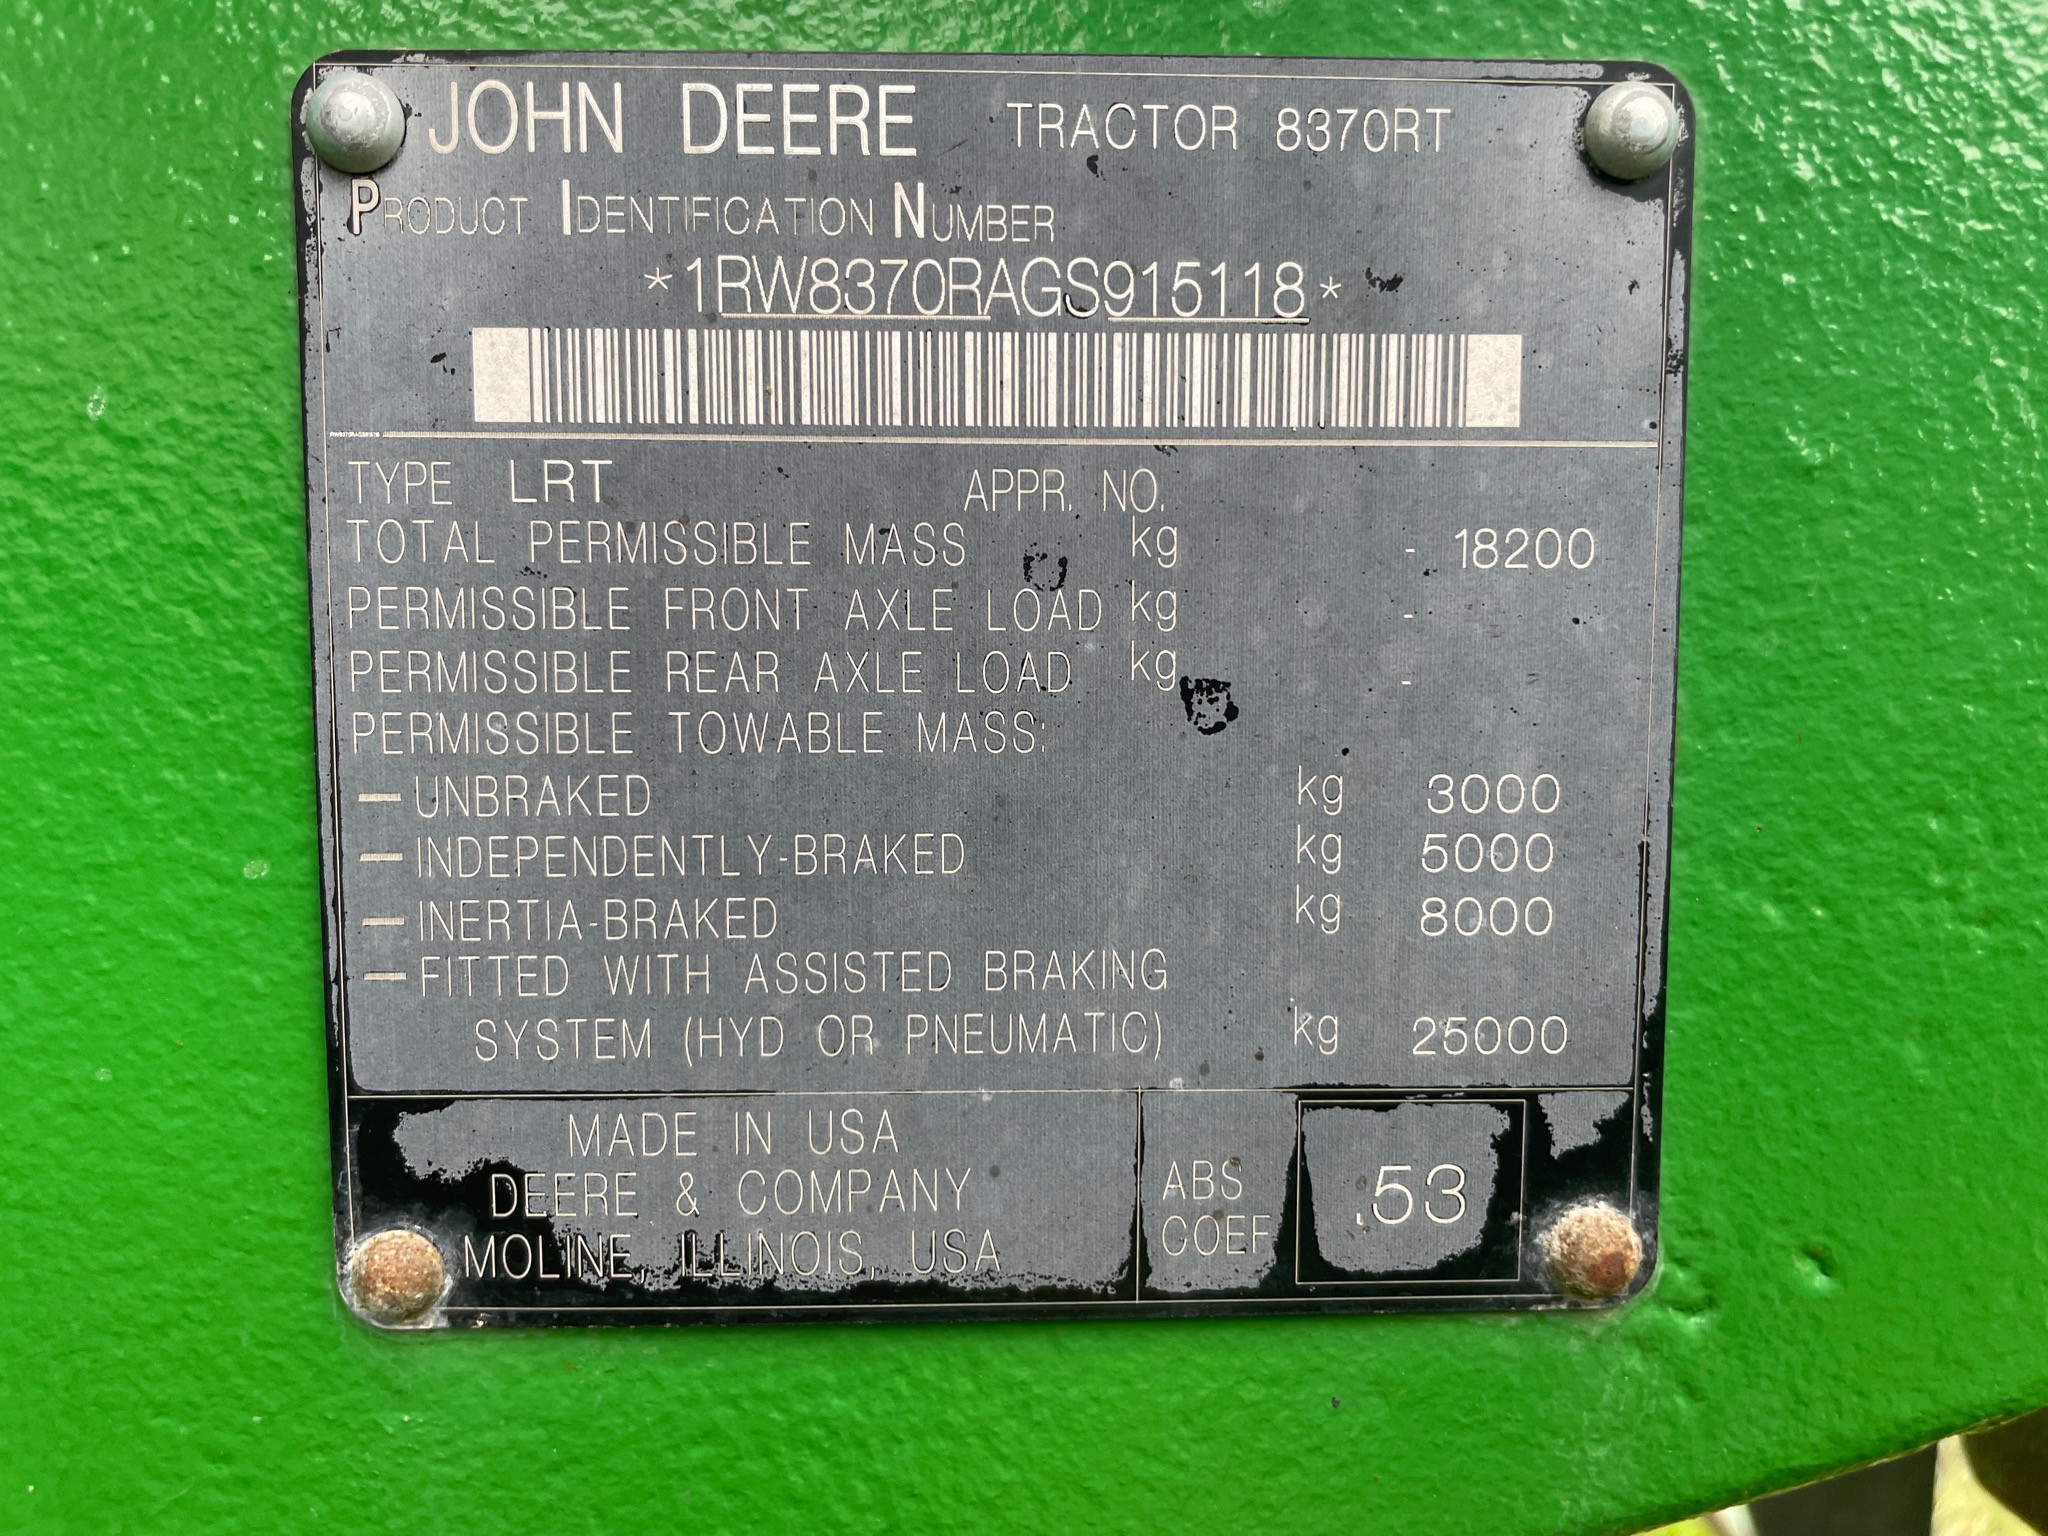 JOHN DEERE TRACTOR 8370RT
PRODUCT IDENTIFICATION NUMBER
*1RW8370RAGS915118*
TYPE LRT APPR. NO.
TOTAL PERMISSIBLE MASS kg - 18200
PERMISSIBLE FRONT AXLE LOAD kg -
PERMISSIBLE REAR AXLE LOAD kg -
PERMISSIBLE TOWABLE MASS:
— UNBRAKED kg 3000
— INDEPENDENTLY-BRAKED kg 5000
— INERTIA-BRAKED kg 8000
— FITTED WITH ASSISTED BRAKING
SYSTEM (HYD OR PNEUMATIC) kg 25000
MADE IN USA
DEERE & COMPANY
MOLINE, ILLINOIS, USA
ABS
COEF
.53